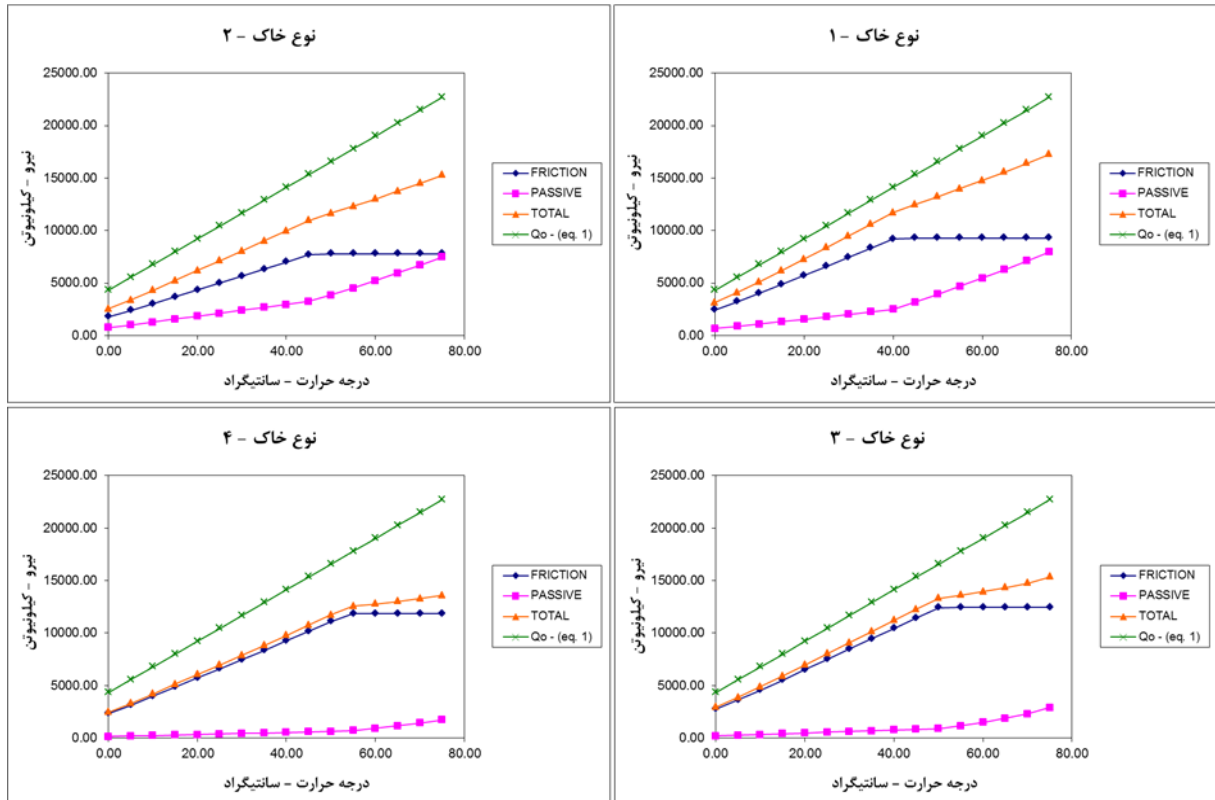 نوع خاک - ۲
25000.00
20000.00
15000.00
10000.00
5000.00
0.00
0.00 20.00 40.00 60.00 80.00
نیرو - کیلونیوتن
درجه حرارت - سانتیگراد
FRICTION
PASSIVE
TOTAL
Qo - (eq. 1)
نوع خاک - ۱
25000.00
20000.00
15000.00
10000.00
5000.00
0.00
0.00 20.00 40.00 60.00 80.00
نیرو - کیلونیوتن
درجه حرارت - سانتیگراد
FRICTION
PASSIVE
TOTAL
Qo - (eq. 1)
نوع خاک - ۴
25000.00
20000.00
15000.00
10000.00
5000.00
0.00
0.00 20.00 40.00 60.00 80.00
نیرو - کیلونیوتن
درجه حرارت - سانتیگراد
FRICTION
PASSIVE
TOTAL
Qo - (eq. 1)
نوع خاک - ۳
25000.00
20000.00
15000.00
10000.00
5000.00
0.00
0.00 20.00 40.00 60.00 80.00
نیرو - کیلونیوتن
درجه حرارت - سانتیگراد
FRICTION
PASSIVE
TOTAL
Qo - (eq. 1)